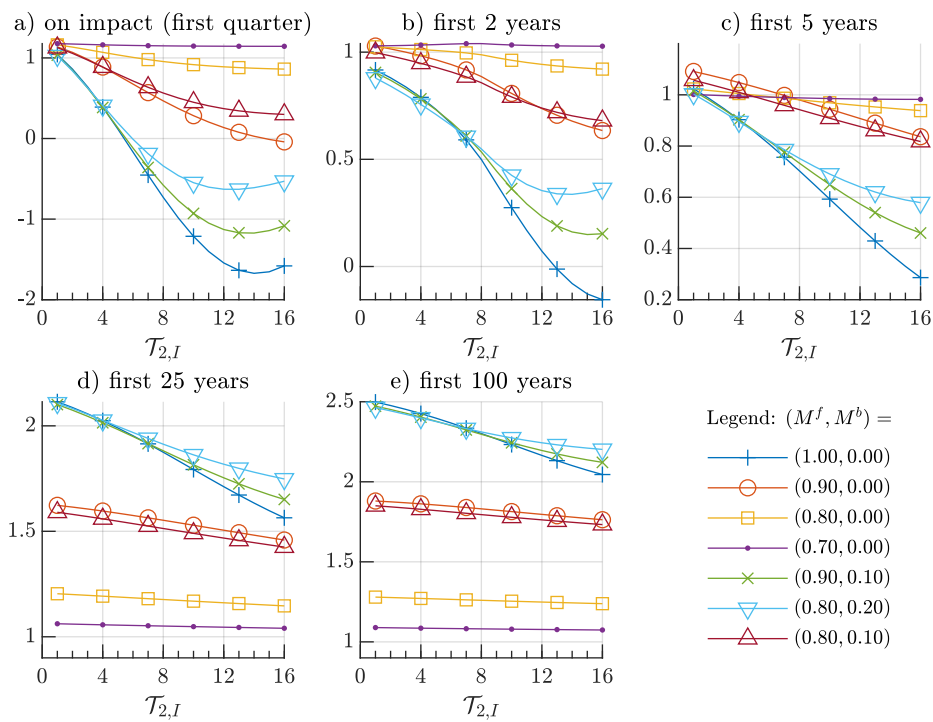 a) on impact (first quarter)
1
0
-1
-2
0 4 8 12 16
𝒯2,I
b) first 2 years
1
0.5
0
0 4 8 12 16
𝒯2,I
c) first 5 years
1
0.8
0.6
0.4
0.2
0 4 8 12 16
𝒯2,I
d) first 25 years
2
1.5
1
0 4 8 12 16
𝒯2,I
e) first 100 years
2.5
2
1.5
1
0 4 8 12 16
𝒯2,I
Legend: (M^f, M^b) =
(1.00, 0.00)
(0.90, 0.00)
(0.80, 0.00)
(0.70, 0.00)
(0.90, 0.10)
(0.80, 0.20)
(0.80, 0.10)